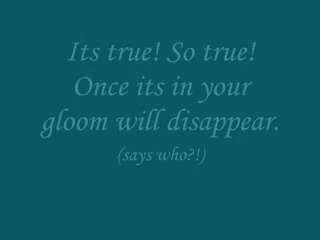 Its true! So true!
Once its in your
gloom will disappear.
(says who?!)